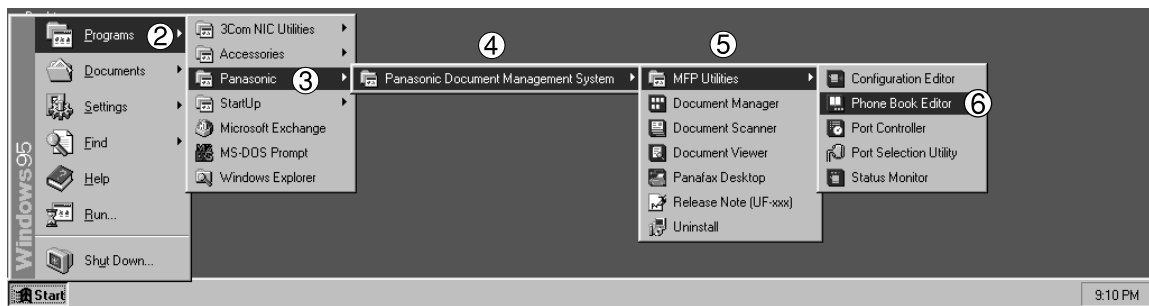 Programs ②
Documents
Settings
Find
Help
Run...
Shut Down...
Windows95
3Com NIC Utilities
Accessories
Panasonic ③
StartUp
Microsoft Exchange
MS-DOS Prompt
Windows Explorer
④
Panasonic Document Management System
⑤
MFP Utilities
Document Manager
Document Scanner
Document Viewer
Panafax Desktop
Release Note (UF-xxx)
Uninstall
Configuration Editor
Phone Book Editor ⑥
Port Controller
Port Selection Utility
Status Monitor
Start
9:10 PM